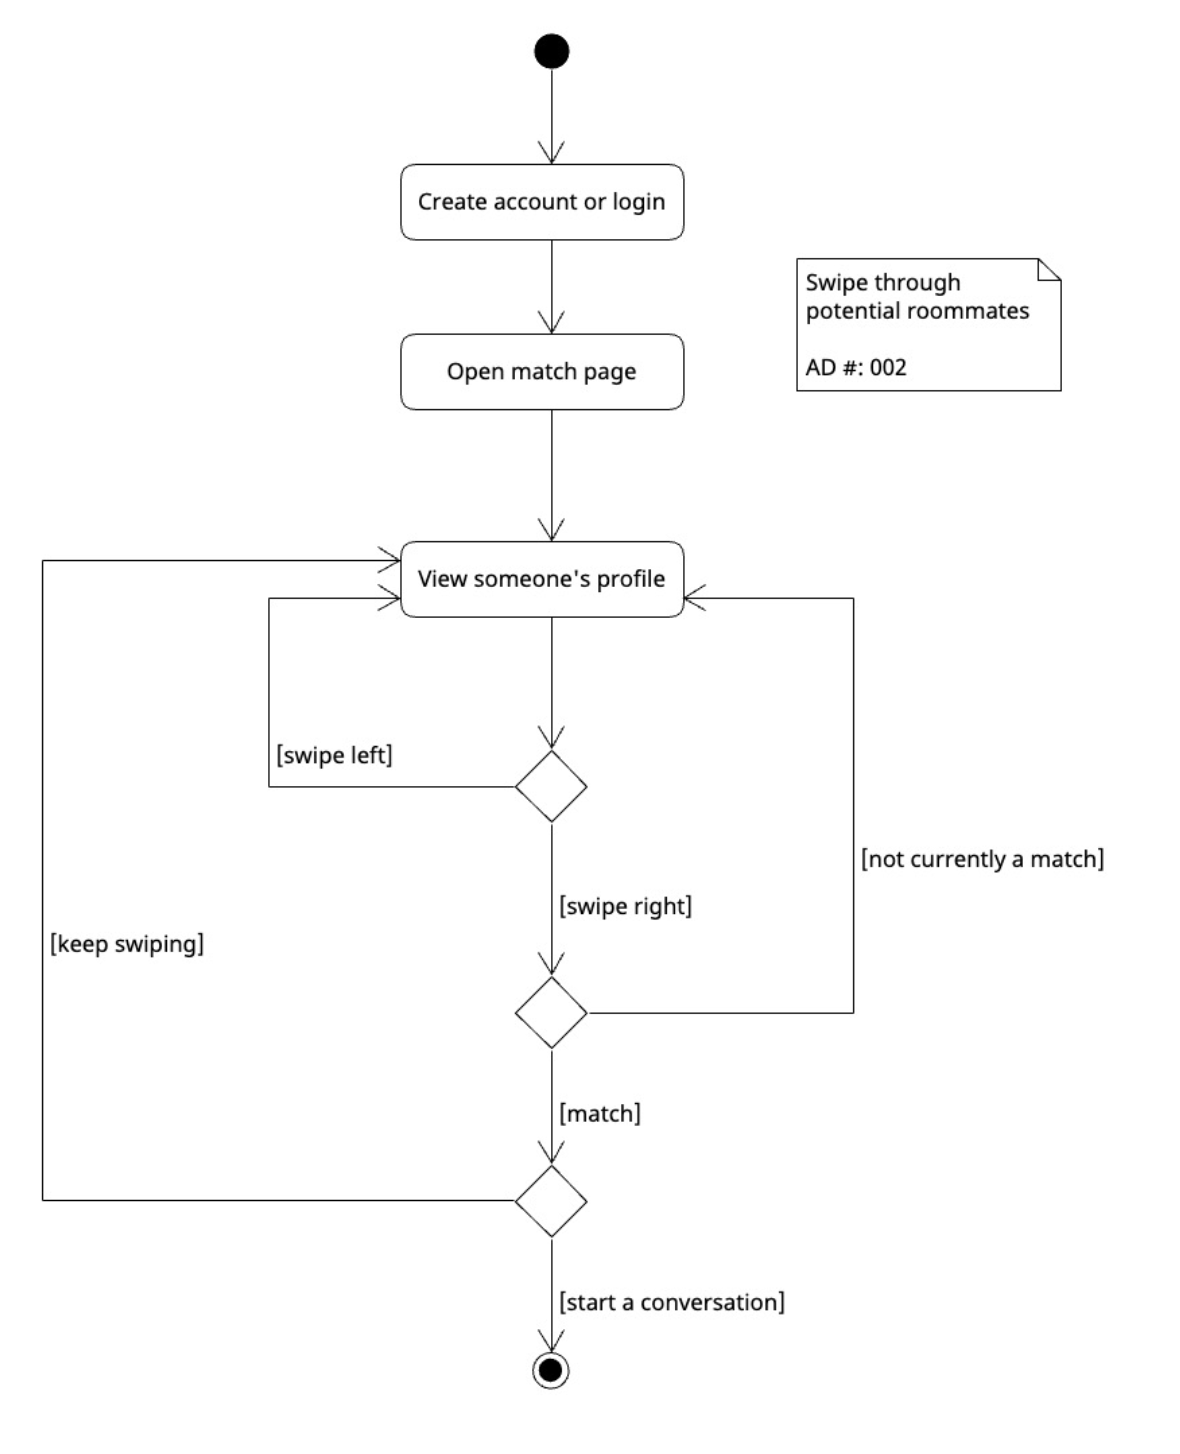 Create account or login
Swipe through
potential roommates
AD #: 002
Open match page
View someone's profile
[swipe left]
[not currently a match]
[swipe right]
[keep swiping]
[match]
[start a conversation]